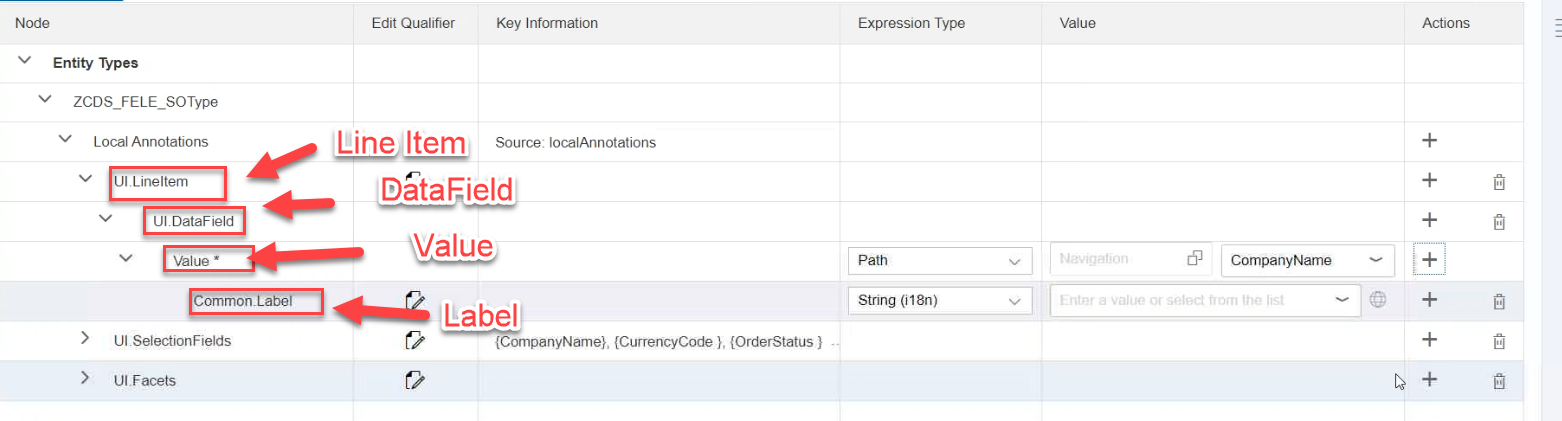 Node Edit Qualifier Key Information Expression Type Value Actions
Entity Types
ZCDS_FELE_SOType
Local Annotations Source: localAnnotations
Line Item
UI.LineItem
DataField
UI.DataField
Value
Value * Path Navigation CompanyName
Common.Label String (i18n) Enter a value or select from the list
Label
UI.SelectionFields {CompanyName}, {CurrencyCode }, {OrderStatus } ...
UI.Facets